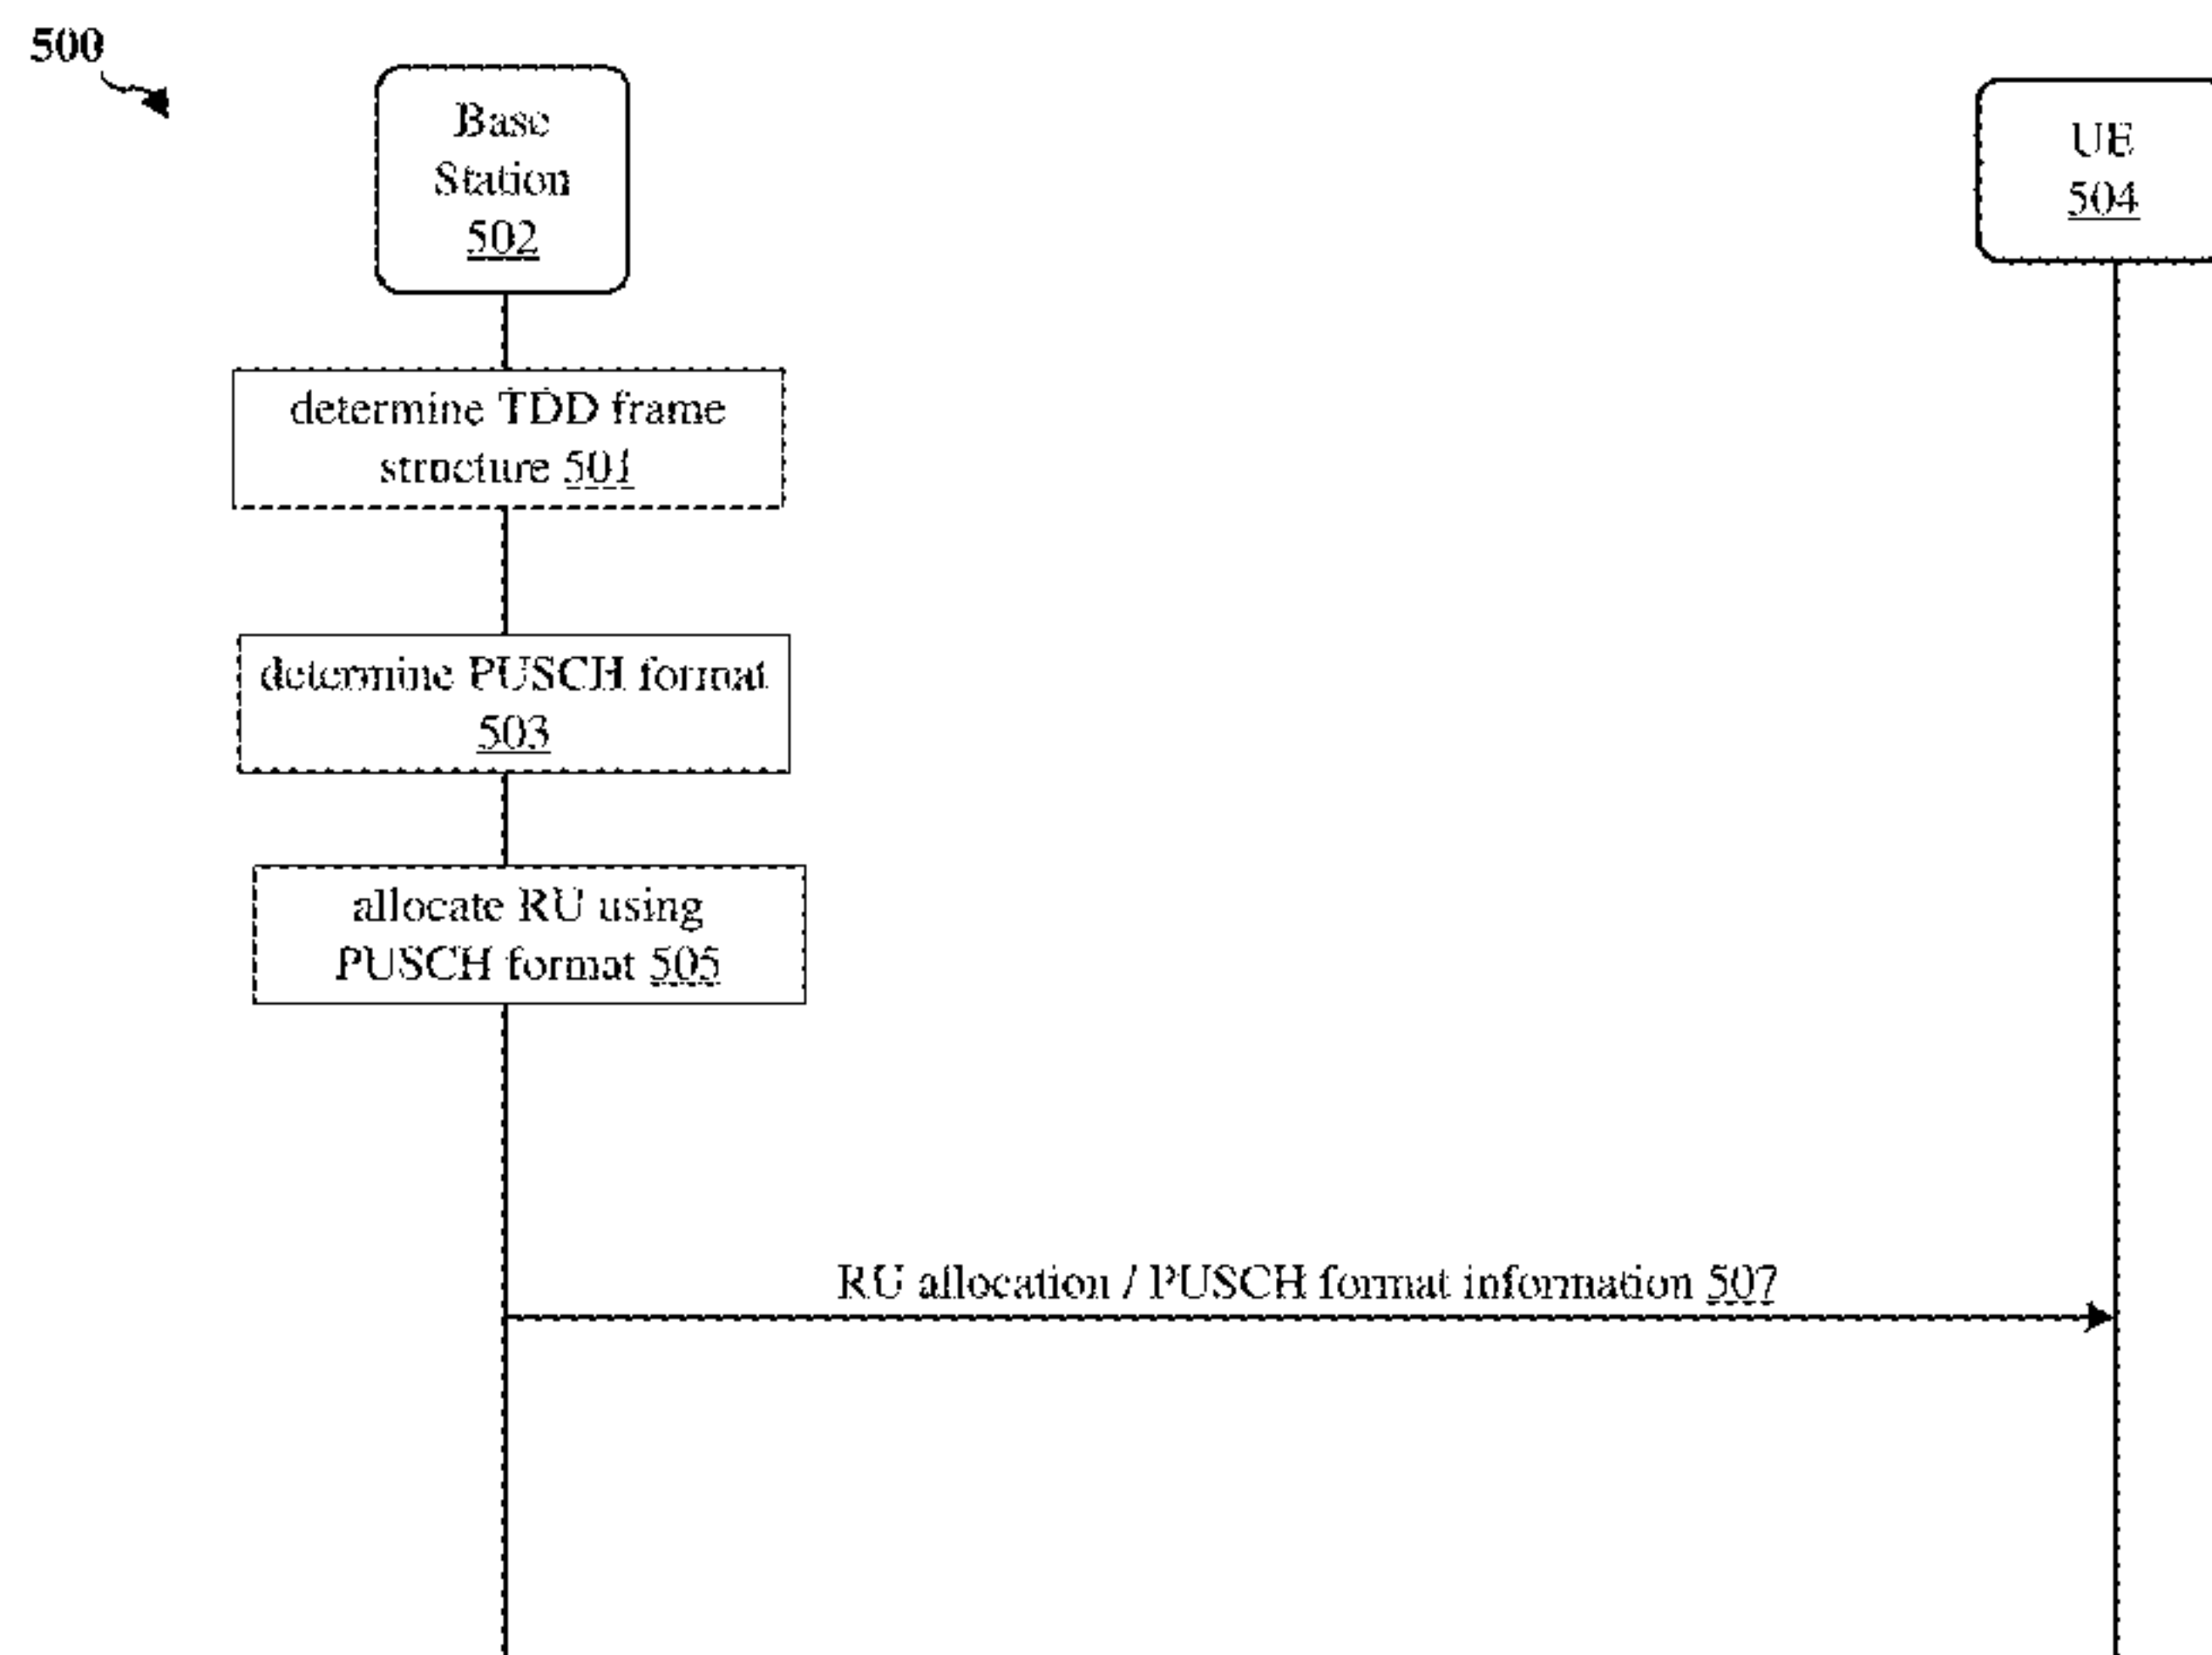 500
Base
Station
502
UE
504
determine TDD frame
structure 501
determine PUSCH format
503
allocate RU using
PUSCH format 505
RU allocation / PUSCH format information 507